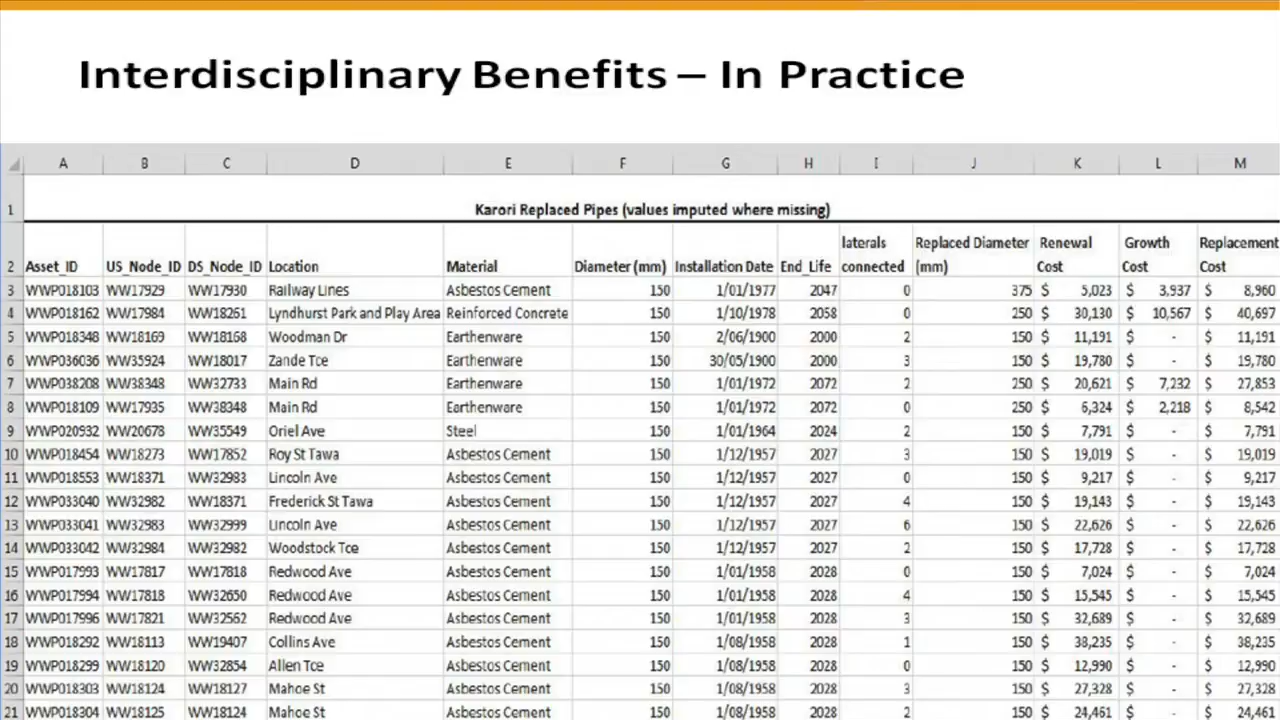 Interdisciplinary Benefits – In Practice
A B C D E F G H I J K L M
1 Karori Replaced Pipes (values imputed where missing)
laterals Replaced Diameter Renewal Growth Replacement
2 Asset_ID US_Node_ID DS_Node_ID Location Material Diameter (mm) Installation Date End_Life connected (mm) Cost Cost Cost
3 WWP018103 WW17929 WW17930 Railway Lines Asbestos Cement 150 1/01/1977 2047 0 375 $ 5,023 $ 3,937 $ 8,960
4 WWP018162 WW17984 WW18261 Lyndhurst Park and Play Area Reinforced Concrete 150 1/10/1978 2058 0 250 $ 30,130 $ 10,567 $ 40,697
5 WWP018348 WW18169 WW18168 Woodman Dr Earthenware 150 2/06/1900 2000 2 150 $ 11,191 $ - $ 11,191
6 WWP036036 WW35924 WW18017 Zande Tce Earthenware 150 30/05/1900 2000 3 150 $ 19,780 $ - $ 19,780
7 WWP038208 WW38348 WW32733 Main Rd Earthenware 150 1/01/1972 2072 2 250 $ 20,621 $ 7,232 $ 27,853
8 WWP018109 WW17935 WW38348 Main Rd Earthenware 150 1/01/1972 2072 0 250 $ 6,324 $ 2,218 $ 8,542
9 WWP020932 WW20678 WW35549 Oriel Ave Steel 150 1/01/1964 2024 2 150 $ 7,791 $ - $ 7,791
10 WWP018454 WW18273 WW17852 Roy St Tawa Asbestos Cement 150 1/12/1957 2027 3 150 $ 19,019 $ - $ 19,019
11 WWP018553 WW18371 WW32983 Lincoln Ave Asbestos Cement 150 1/12/1957 2027 0 150 $ 9,217 $ - $ 9,217
12 WWP033040 WW32982 WW18371 Frederick St Tawa Asbestos Cement 150 1/12/1957 2027 4 150 $ 19,143 $ - $ 19,143
13 WWP033041 WW32983 WW32999 Lincoln Ave Asbestos Cement 150 1/12/1957 2027 6 150 $ 22,626 $ - $ 22,626
14 WWP033042 WW32984 WW32982 Woodstock Tce Asbestos Cement 150 1/12/1957 2027 2 150 $ 17,728 $ - $ 17,728
15 WWP017993 WW17817 WW17818 Redwood Ave Asbestos Cement 150 1/01/1958 2028 0 150 $ 7,024 $ - $ 7,024
16 WWP017994 WW17818 WW32650 Redwood Ave Asbestos Cement 150 1/01/1958 2028 4 150 $ 15,545 $ - $ 15,545
17 WWP017996 WW17821 WW32562 Redwood Ave Asbestos Cement 150 1/01/1958 2028 3 150 $ 32,689 $ - $ 32,689
18 WWP018292 WW18113 WW19407 Collins Ave Asbestos Cement 150 1/08/1958 2028 1 150 $ 38,235 $ - $ 38,235
19 WWP018299 WW18120 WW32854 Allen Tce Asbestos Cement 150 1/08/1958 2028 0 150 $ 12,990 $ - $ 12,990
20 WWP018303 WW18124 WW18127 Mahoe St Asbestos Cement 150 1/08/1958 2028 3 150 $ 27,328 $ - $ 27,328
21 WWP018304 WW18125 WW18124 Mahoe St Asbestos Cement 150 1/08/1958 2028 2 150 $ 24,461 $ - $ 24,461